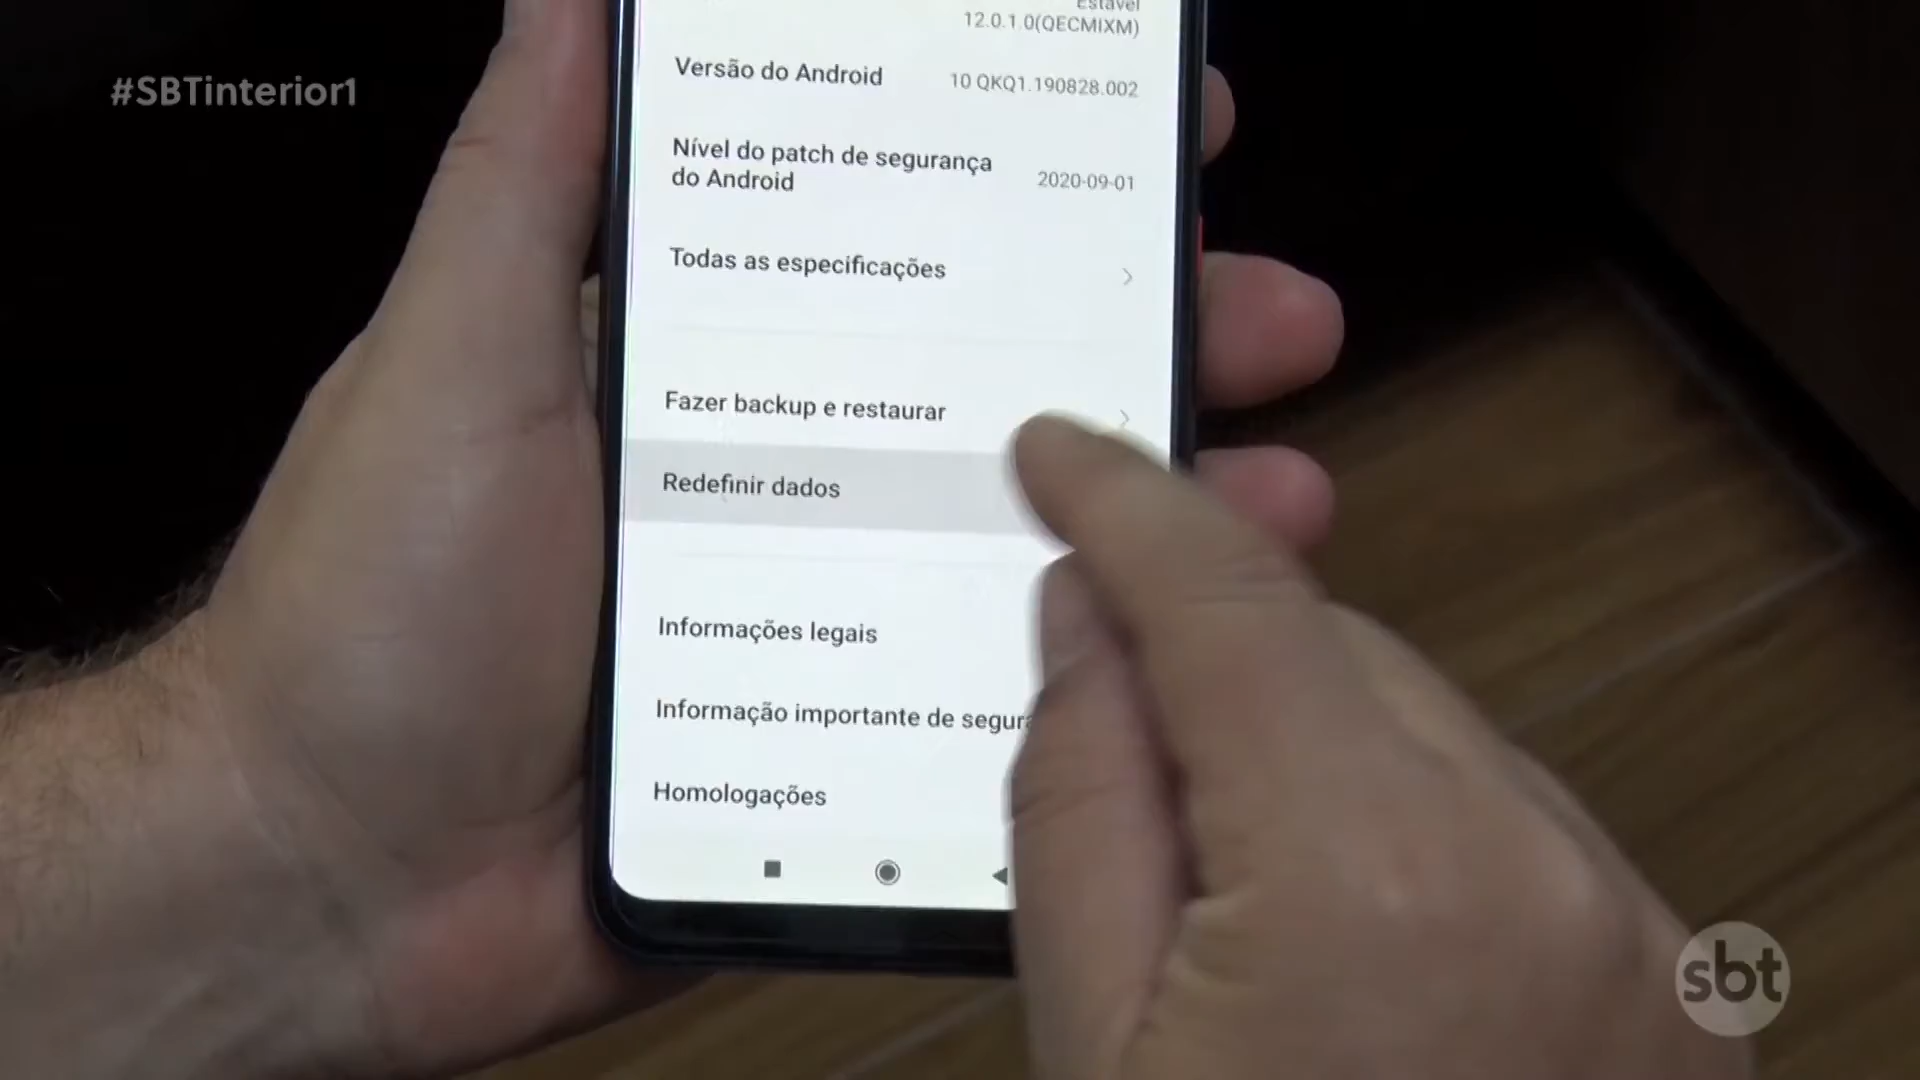 Estável
12.0.1.0(QECMIXM)
#SBTinterior1
Versão do Android
10 QKQ1.190828.002
Nível do patch de segurança
do Android
2020-09-01
Todas as especificações
Fazer backup e restaurar
Redefinir dados
Informações legais
Informação importante de segura
Homologações
sbt